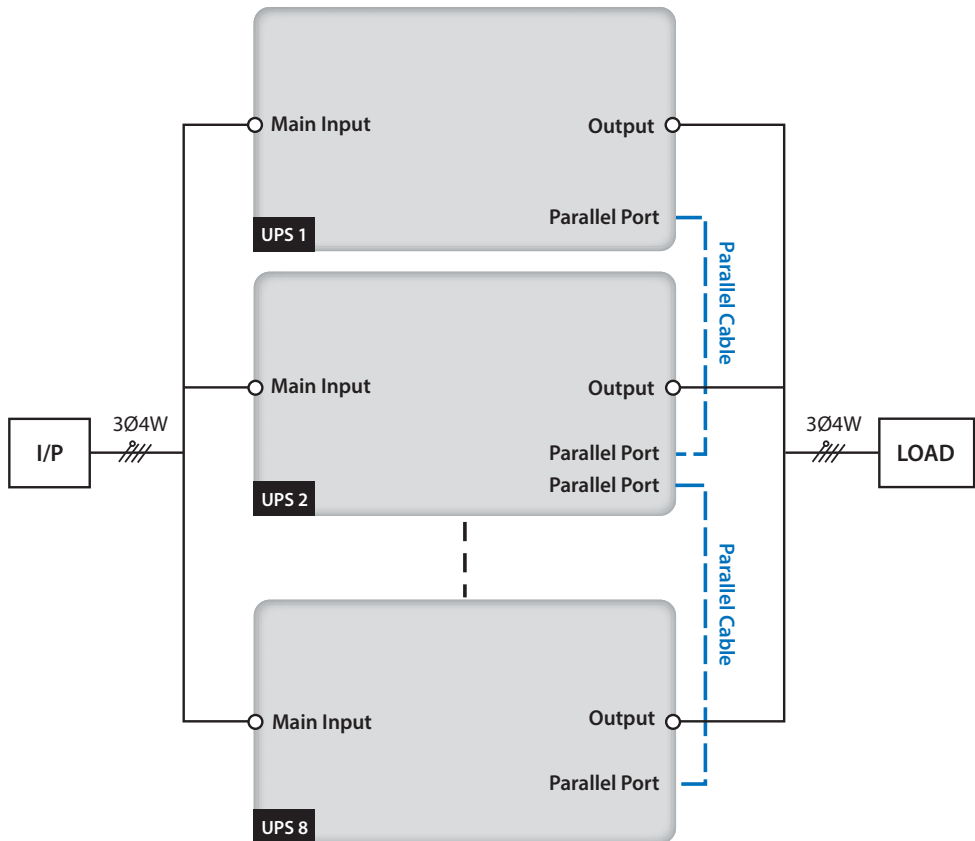 Main Input
Output
Parallel Port
UPS 1
Parallel Cable
Main Input
Output
3Ø4W
I/P
3Ø4W
LOAD
Parallel Port
Parallel Port
UPS 2
Parallel Cable
Main Input
Output
Parallel Port
UPS 8